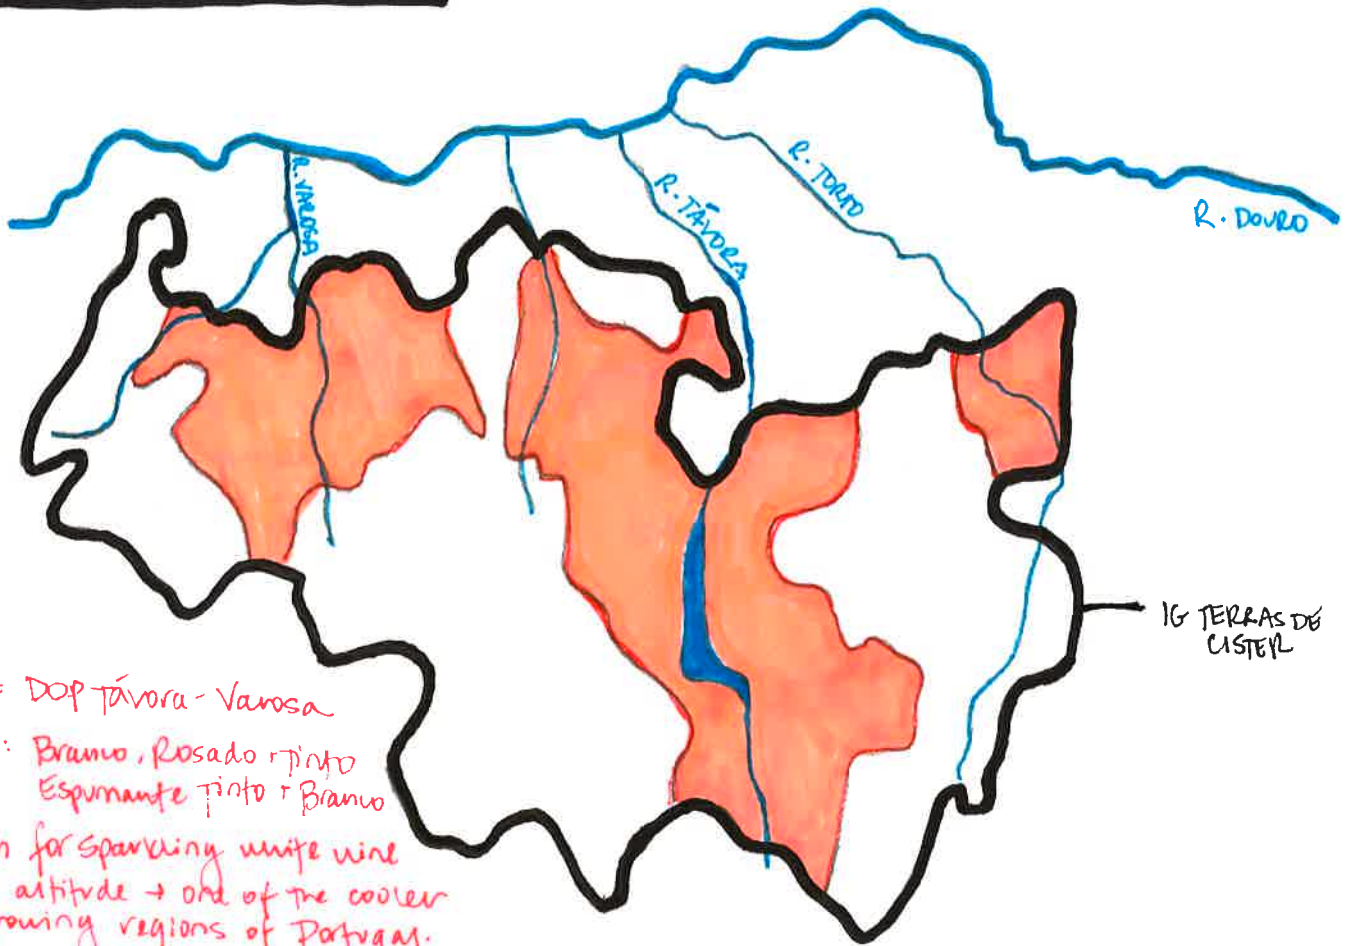 R. VAROSA
R. TÁVORA
R. TORTO
R. DOURO
IG TERRAS DE
CISTER
= DOP Távora-Varosa
: Branco, Rosado + Tinto
Espumante Tinto + Branco
for sparkling white wine
altitude → one of the cooler
growing regions of Portugal.